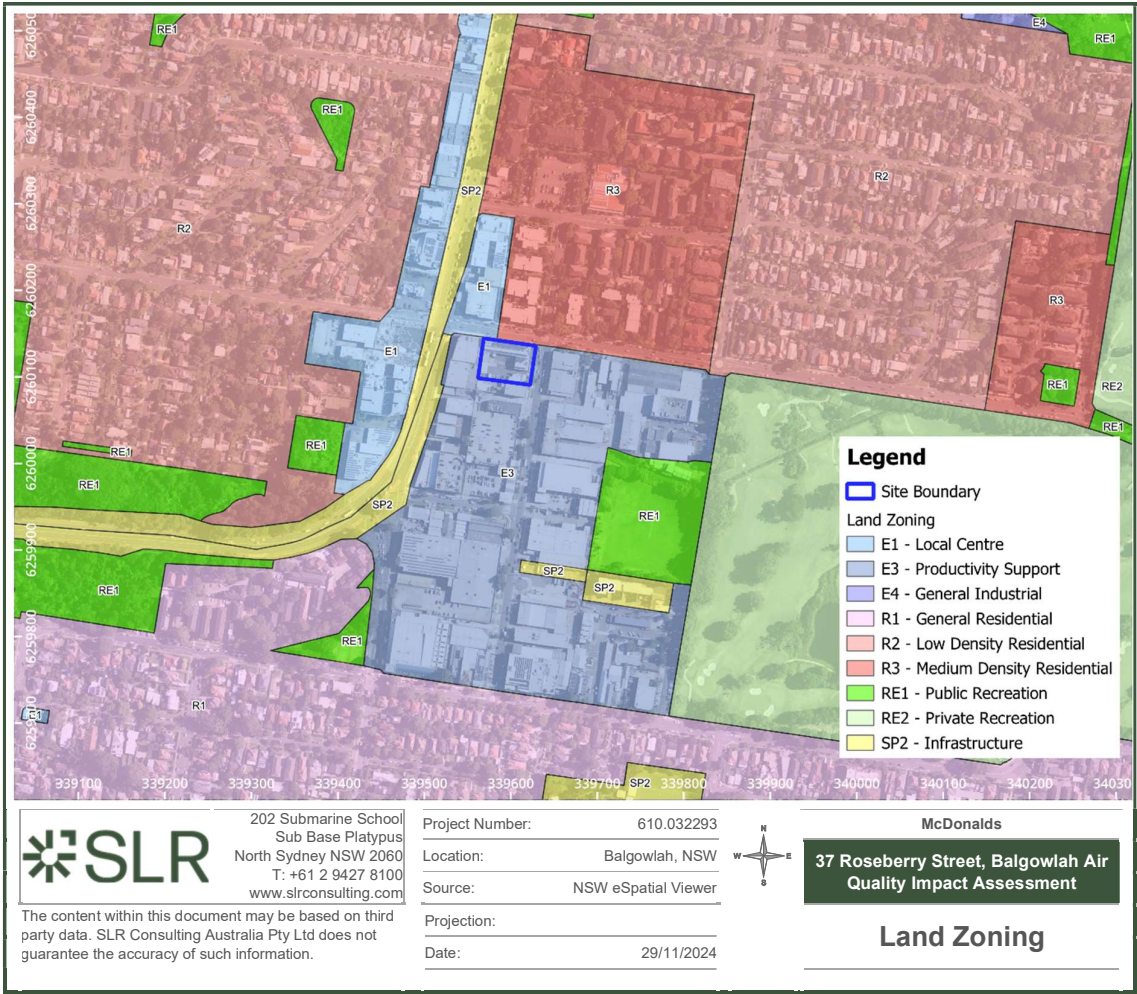 RE1
E4
RE1
RE1
R2
SP2
R3
R2
E1
R3
E1
RE1
RE2
RE1
RE1
RE1
RE1
E3
SP2
RE1
SP2
SP2
RE1
RE1
R1
E1
SP2
6260400
6260300
6260200
6260100
6260000
6259900
6259800
339100
339200
339300
339400
339500
339600
339700
339800
339900
340000
340100
340200
34030
Legend
Site Boundary
Land Zoning
E1 - Local Centre
E3 - Productivity Support
E4 - General Industrial
R1 - General Residential
R2 - Low Density Residential
R3 - Medium Density Residential
RE1 - Public Recreation
RE2 - Private Recreation
SP2 - Infrastructure
SLR
202 Submarine School
Sub Base Platypus
North Sydney NSW 2060
T: +61 2 9427 8100
www.slrconsulting.com
The content within this document may be based on third
party data. SLR Consulting Australia Pty Ltd does not
guarantee the accuracy of such information.
Project Number: 610.032293
Location: Balgowlah, NSW
Source: NSW eSpatial Viewer
Projection:
Date: 29/11/2024
N
W E
S
McDonalds
37 Roseberry Street, Balgowlah Air
Quality Impact Assessment
Land Zoning